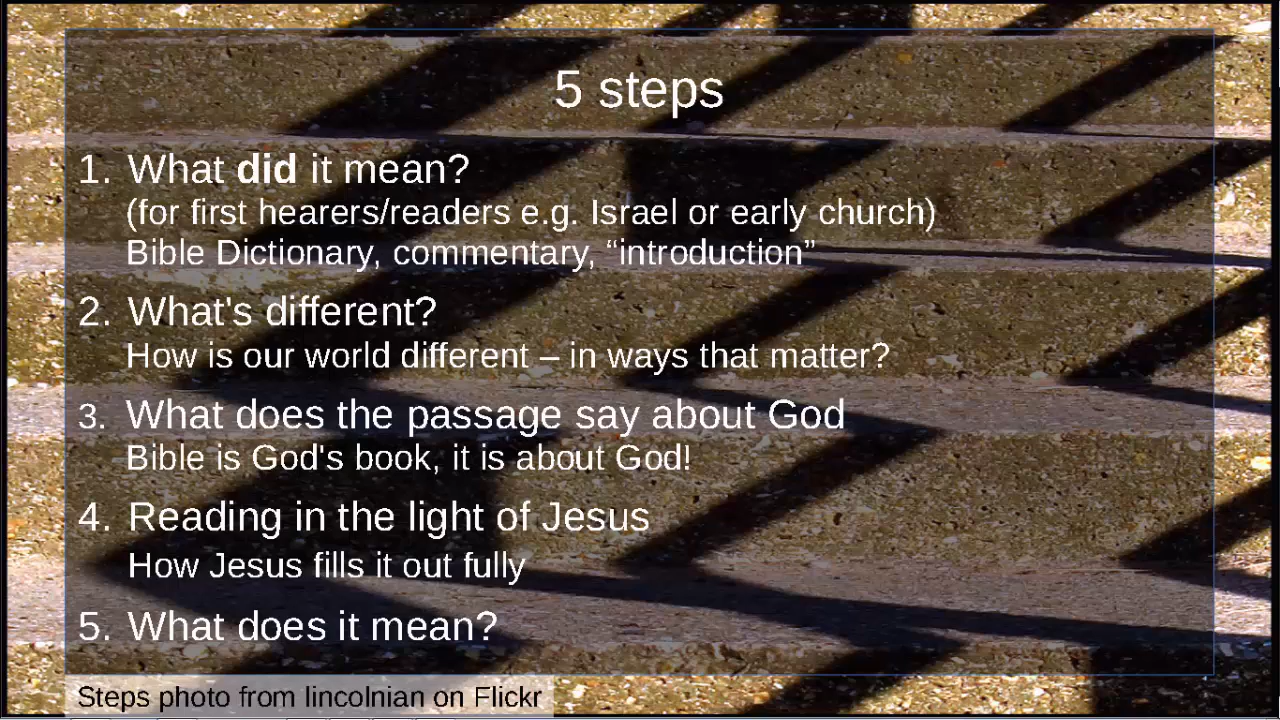 5 steps
1. What did it mean?
(for first hearers/readers e.g. Israel or early church)
Bible Dictionary, commentary, “introduction”
2. What's different?
How is our world different – in ways that matter?
3. What does the passage say about God
Bible is God's book, it is about God!
4. Reading in the light of Jesus
How Jesus fills it out fully
5. What does it mean?
Steps photo from lincolnian on Flickr